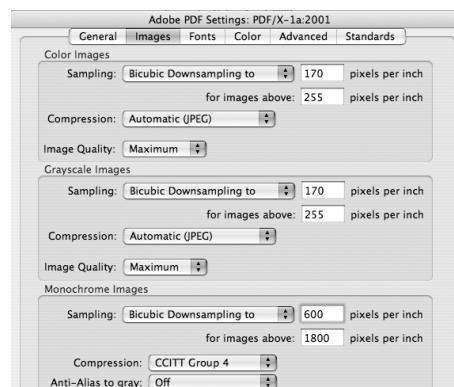 Adobe PDF Settings: PDF/X-1a:2001
General Images Fonts Color Advanced Standards
Color Images
Sampling: Bicubic Downsampling to 170 pixels per inch
for images above: 255 pixels per inch
Compression: Automatic (JPEG)
Image Quality: Maximum
Grayscale Images
Sampling: Bicubic Downsampling to 170 pixels per inch
for images above: 255 pixels per inch
Compression: Automatic (JPEG)
Image Quality: Maximum
Monochrome Images
Sampling: Bicubic Downsampling to 600 pixels per inch
for images above: 1800 pixels per inch
Compression: CCITT Group 4
Anti-Alias to gray: Off